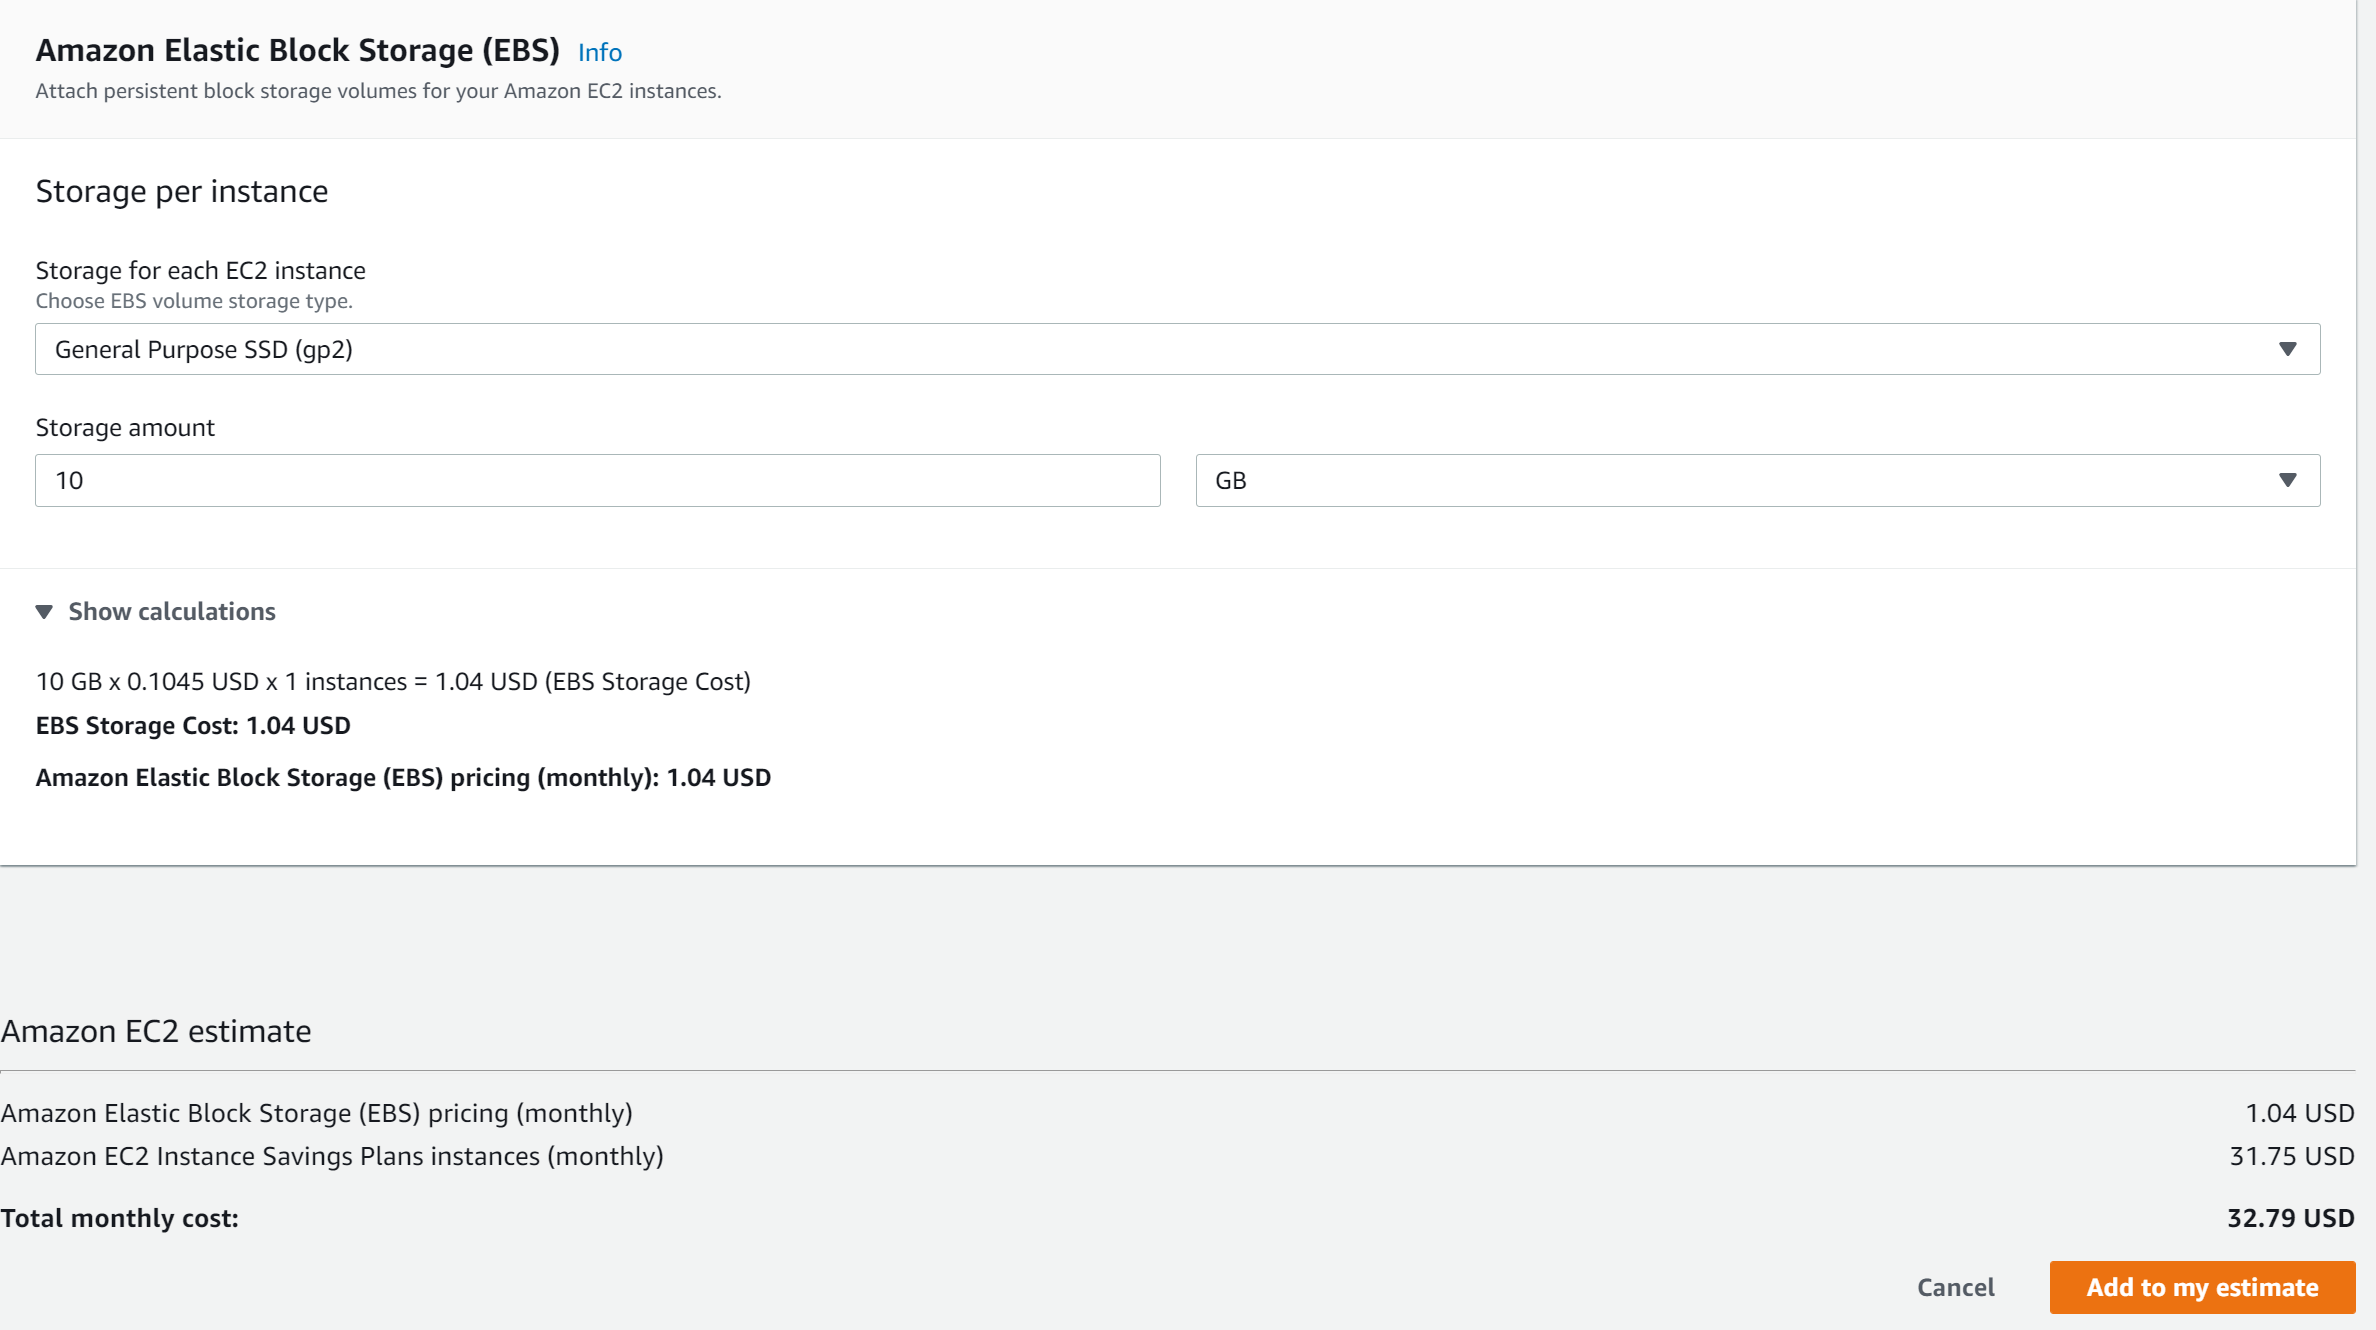 Amazon Elastic Block Storage (EBS) Info
Attach persistent block storage volumes for your Amazon EC2 instances.
Storage per instance
Storage for each EC2 instance
Choose EBS volume storage type.
General Purpose SSD (gp2)
Storage amount
10 GB
Show calculations
10 GB x 0.1045 USD x 1 instances = 1.04 USD (EBS Storage Cost)
EBS Storage Cost: 1.04 USD
Amazon Elastic Block Storage (EBS) pricing (monthly): 1.04 USD
Amazon EC2 estimate
Amazon Elastic Block Storage (EBS) pricing (monthly) 1.04 USD
Amazon EC2 Instance Savings Plans instances (monthly) 31.75 USD
Total monthly cost: 32.79 USD
Cancel Add to my estimate